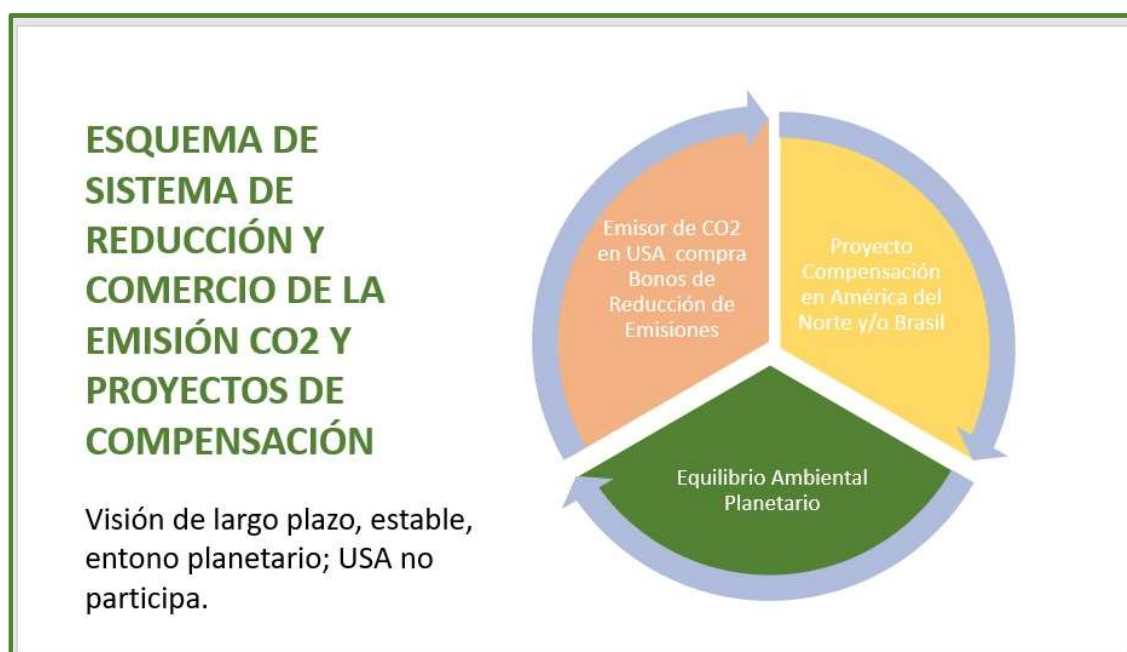 ESQUEMA DE
SISTEMA DE
REDUCCIÓN Y
COMERCIO DE LA
EMISIÓN CO2 Y
PROYECTOS DE
COMPENSACIÓN
Visión de largo plazo, estable,
entono planetario; USA no
participa.
Emisor de CO2
en USA compra
Bonos de
Reducción de
Emisiones
Proyecto
Compensación
en América del
Norte y/o Brasil
Equilibrio Ambiental
Planetario